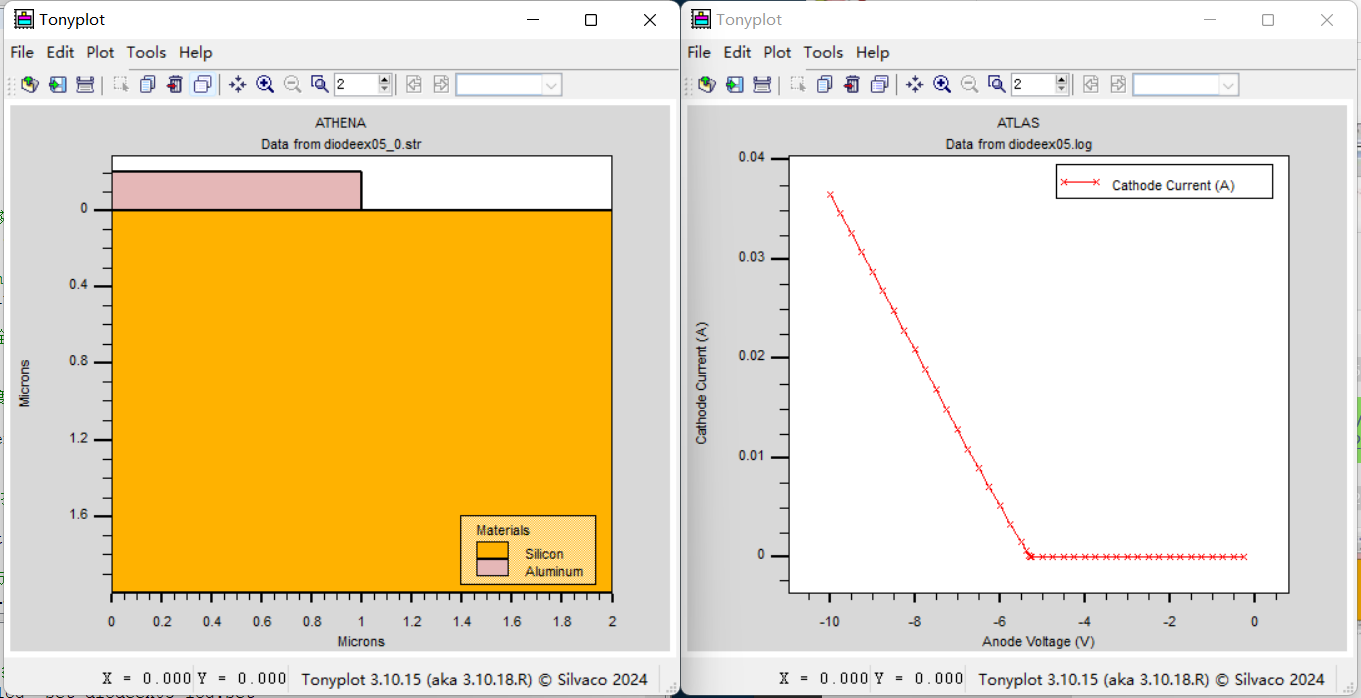 Tonyplot
File Edit Plot Tools Help
2
ATHENA
Data from diodeex05_0.str
0
0.4
0.8
1.2
1.6
Microns
Materials
Silicon
Aluminum
0 0.2 0.4 0.6 0.8 1 1.2 1.4 1.6 1.8 2
Microns
X = 0.000 Y = 0.000 Tonyplot 3.10.15 (aka 3.10.18.R) © Silvaco 2024
Tonyplot
File Edit Plot Tools Help
2
ATLAS
Data from diodeex05.log
Cathode Current (A)
0.04
0.03
0.02
0.01
0
Cathode Current (A)
-10 -8 -6 -4 -2 0
Anode Voltage (V)
X = 0.000 Y = 0.000 Tonyplot 3.10.15 (aka 3.10.18.R) © Silvaco 2024